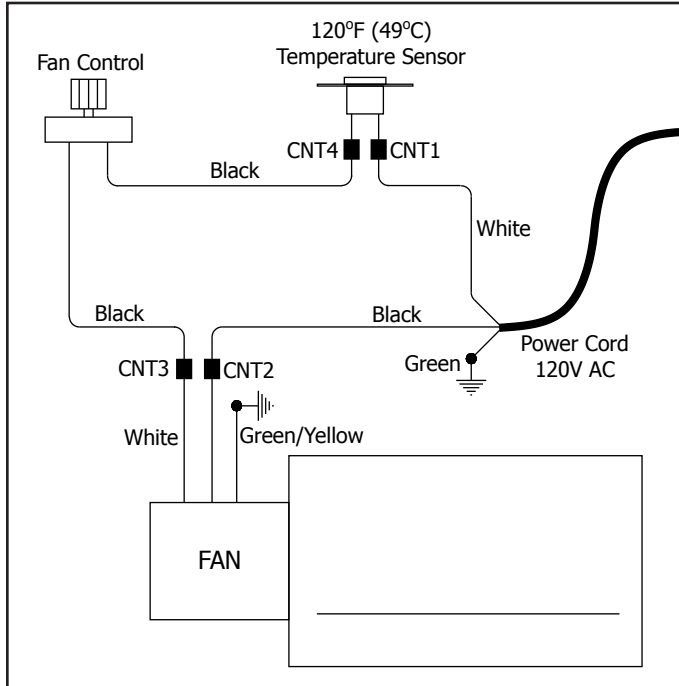 120°F (49°C)
Temperature Sensor
Fan Control
CNT4
CNT1
Black
White
Black
Black
Power Cord
120V AC
Green
CNT3
CNT2
White
Green/Yellow
FAN